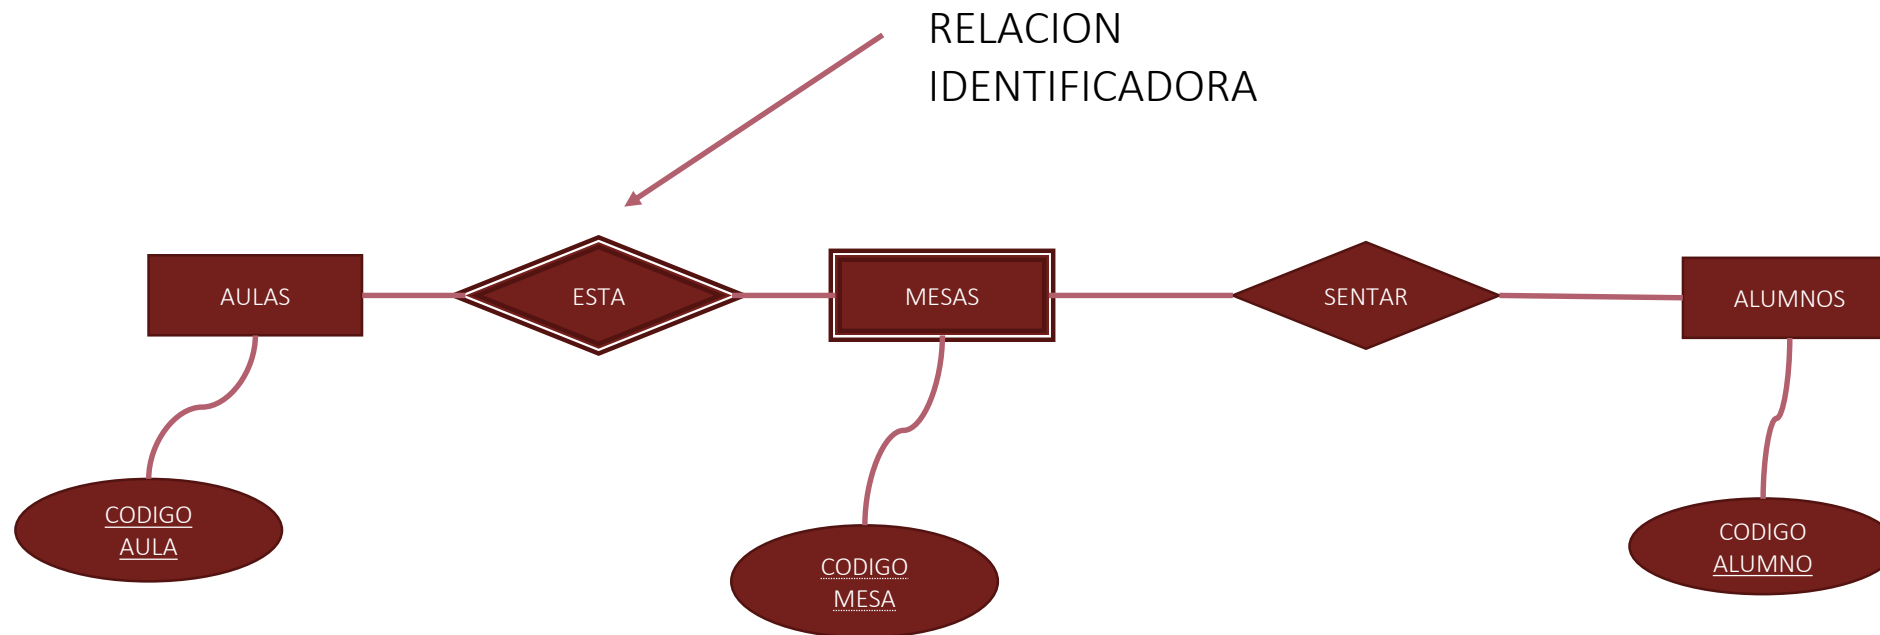 RELACION
IDENTIFICADORA
AULAS
ESTA
MESAS
SENTAR
ALUMNOS
CODIGO
AULA
CODIGO
MESA
CODIGO
ALUMNO